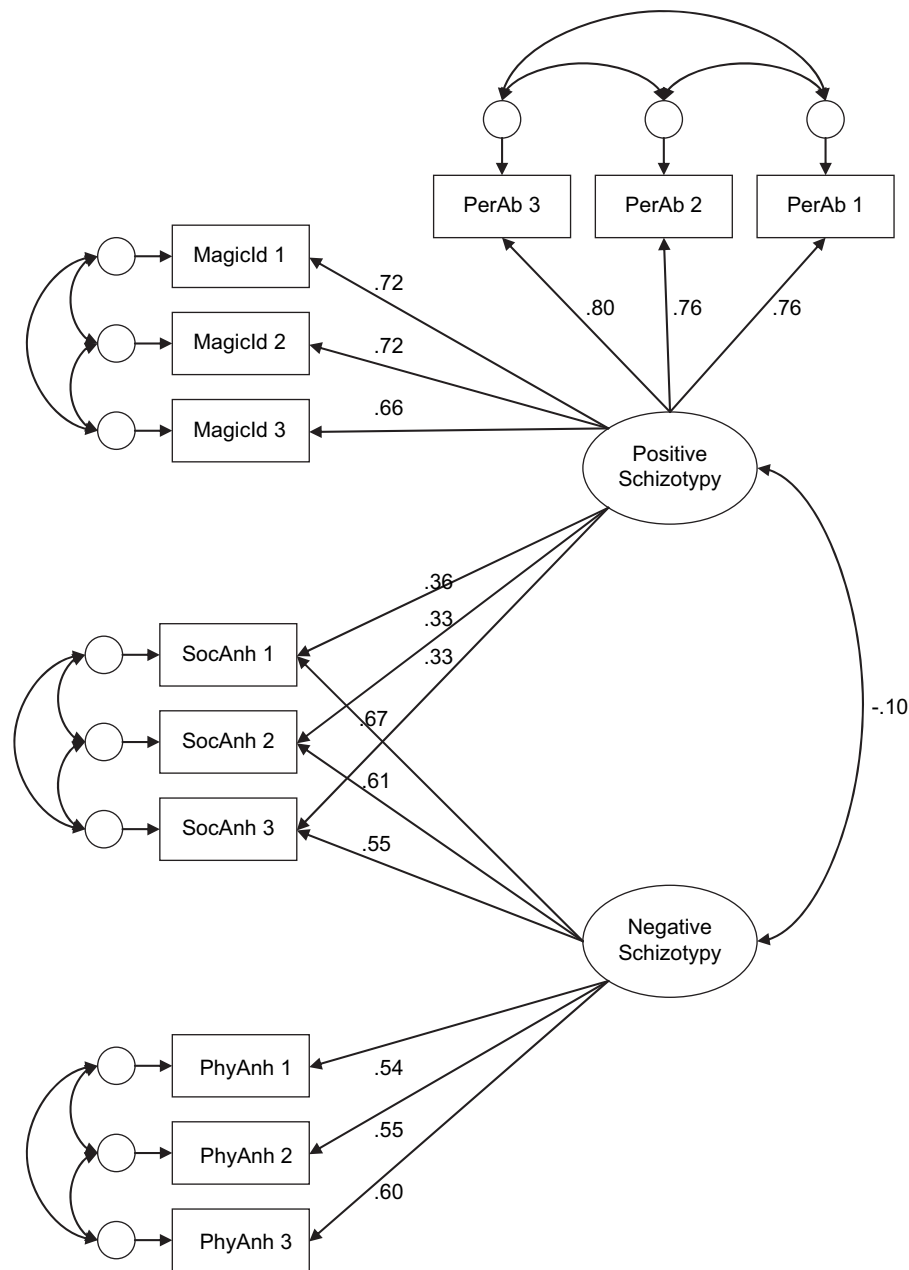 PerAb 3
PerAb 2
PerAb 1
MagicId 1
MagicId 2
MagicId 3
.72
.72
.66
.80
.76
.76
Positive
Schizotypy
.36
.33
.33
SocAnh 1
SocAnh 2
SocAnh 3
.67
.61
.55
-.10
Negative
Schizotypy
PhyAnh 1
PhyAnh 2
PhyAnh 3
.54
.55
.60